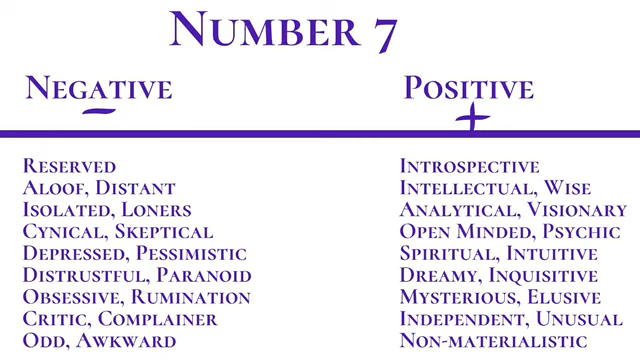 Number 7
Negative
−
Positive
+
Reserved
Aloof, Distant
Isolated, Loners
Cynical, Skeptical
Depressed, Pessimistic
Distrustful, Paranoid
Obsessive, Rumination
Critic, Complainer
Odd, Awkward
Introspective
Intellectual, Wise
Analytical, Visionary
Open Minded, Psychic
Spiritual, Intuitive
Dreamy, Inquisitive
Mysterious, Elusive
Independent, Unusual
Non-materialistic